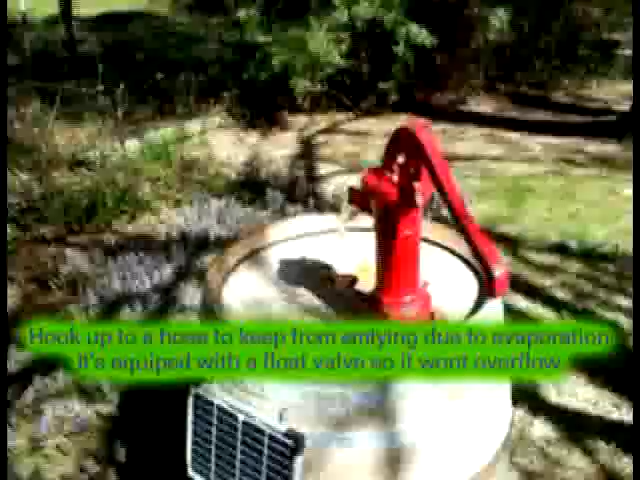 Hook up to a hose to keep from emtying due to evaporation
it's equiped with a float valve so it wont overflow